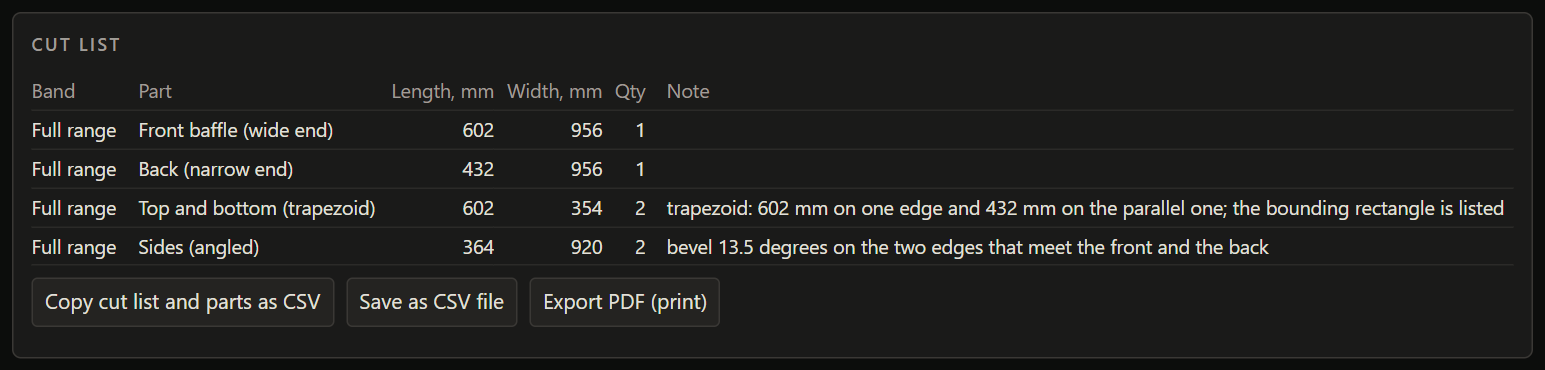 CUT LIST
Band Part Length, mm Width, mm Qty Note
Full range Front baffle (wide end) 602 956 1
Full range Back (narrow end) 432 956 1
Full range Top and bottom (trapezoid) 602 354 2 trapezoid: 602 mm on one edge and 432 mm on the parallel one; the bounding rectangle is listed
Full range Sides (angled) 364 920 2 bevel 13.5 degrees on the two edges that meet the front and the back
Copy cut list and parts as CSV Save as CSV file Export PDF (print)